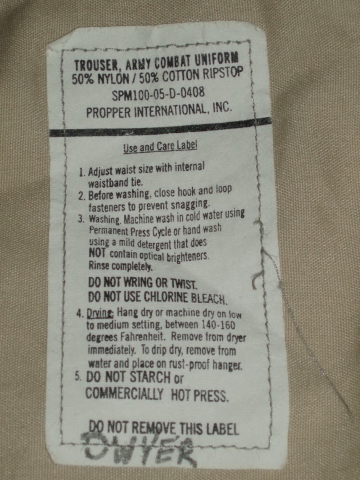 TROUSER, ARMY COMBAT UNIFORM
50% NYLON / 50% COTTON RIPSTOP
SPM100-05-D-0408
PROPPER INTERNATIONAL, INC.
Use and Care Label
1. Adjust waist size with internal
waistband tie.
2. Before washing, close hook and loop
fasteners to prevent snagging.
3. Washing. Machine wash in cold water using
Permanent Press Cycle or hand wash
using a mild detergent that does
NOT contain optical brighteners.
Rinse completely.
DO NOT WRING OR TWIST.
DO NOT USE CHLORINE BLEACH.
4. Drying: Hang dry or machine dry on low
to medium setting, between 140-160
degrees Fahrenheit. Remove from dryer
immediately. To drip dry, remove from
water and place on rust-proof hanger.
5. DO NOT STARCH or
COMMERCIALLY HOT PRESS.
DO NOT REMOVE THIS LABEL
DWYER